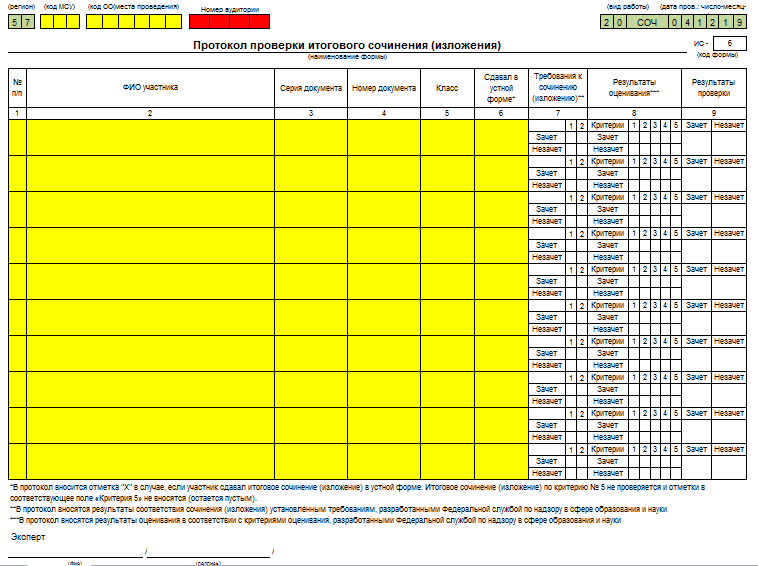 (регион) (код МСУ) (код ОО(места проведения) Номер аудитории (вид работы) (дата пров.: число-месяц-
5 7 2 0 СОЧ 0 4 1 2 1 9
Протокол проверки итогового сочинения (изложения) ИС - 6
(наименование формы) (код формы)
№ п/п ФИО участника Серия документа Номер документа Класс Сдавал в устной форме* Требования к сочинению (изложению)** Результаты оценивания*** Результаты проверки
1 2 3 4 5 6 7 8 9
1 2 Критерии 1 2 3 4 5 Зачет Незачет
Зачет Зачет
Незачет Незачет
1 2 Критерии 1 2 3 4 5 Зачет Незачет
Зачет Зачет
Незачет Незачет
1 2 Критерии 1 2 3 4 5 Зачет Незачет
Зачет Зачет
Незачет Незачет
1 2 Критерии 1 2 3 4 5 Зачет Незачет
Зачет Зачет
Незачет Незачет
1 2 Критерии 1 2 3 4 5 Зачет Незачет
Зачет Зачет
Незачет Незачет
1 2 Критерии 1 2 3 4 5 Зачет Незачет
Зачет Зачет
Незачет Незачет
1 2 Критерии 1 2 3 4 5 Зачет Незачет
Зачет Зачет
Незачет Незачет
1 2 Критерии 1 2 3 4 5 Зачет Незачет
Зачет Зачет
Незачет Незачет
1 2 Критерии 1 2 3 4 5 Зачет Незачет
Зачет Зачет
Незачет Незачет
1 2 Критерии 1 2 3 4 5 Зачет Незачет
Зачет Зачет
Незачет Незачет
*В протокол вносится отметка "Х" в случае, если участник сдавал итоговое сочинение (изложение) в устной форме. Итоговое сочинение (изложение) по критерию № 5 не проверяется и отметки в
соответствующее поле «Критерия 5» не вносятся (остается пустым).
**В протокол вносятся результаты соответствия сочинения (изложения) установленным требованиям, разработанными Федеральной службой по надзору в сфере образования и науки
***В протокол вносятся результаты оценивания в соответствии с критериями оценивания, разработанными Федеральной службой по надзору в сфере образования и науки
Эксперт
/ /